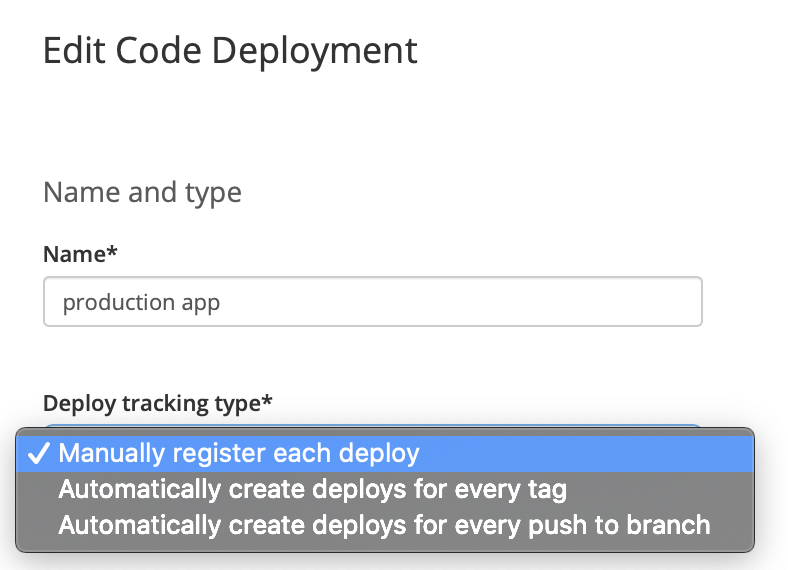 Edit Code Deployment
Name and type
Name*
production app
Deploy tracking type*
Manually register each deploy
Automatically create deploys for every tag
Automatically create deploys for every push to branch